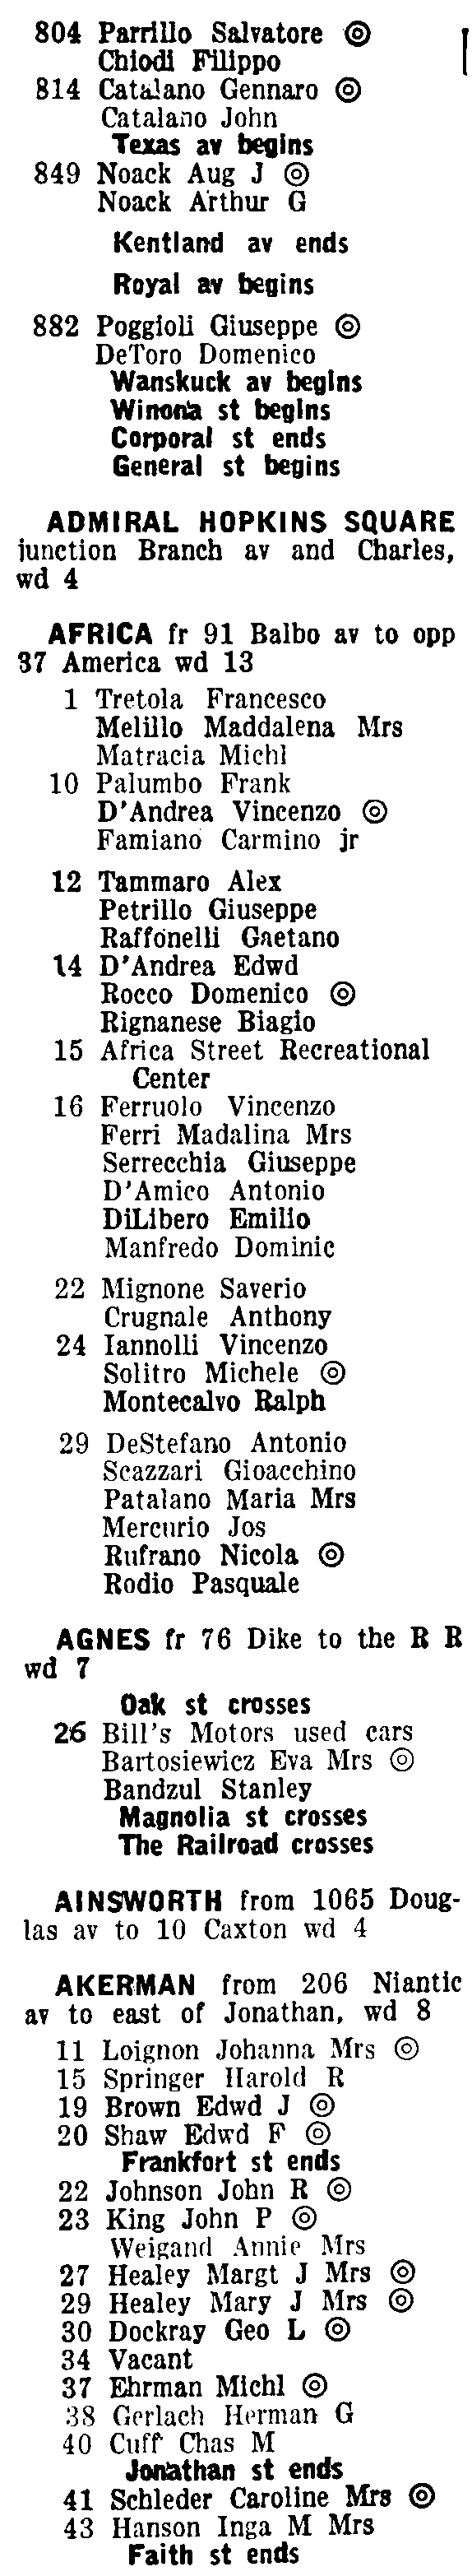 804 Parrillo Salvatore ◎
Chiodi Filippo
814 Catalano Gennaro ◎
Catalano John
Texas av begins
849 Noack Aug J ◎
Noack Arthur G
Kentland av ends
Royal av begins
882 Poggioli Giuseppe ◎
DeToro Domenico
Wanskuck av begins
Winona st begins
Corporal st ends
General st begins
ADMIRAL HOPKINS SQUARE
junction Branch av and Charles,
wd 4
AFRICA fr 91 Balbo av to opp
37 America wd 13
1 Tretola Francesco
Melillo Maddalena Mrs
Matracia Michl
10 Palumbo Frank
D'Andrea Vincenzo ◎
Famiano Carmino jr
12 Tammaro Alex
Petrillo Giuseppe
Raffonelli Gaetano
14 D'Andrea Edwd
Rocco Domenico ◎
Rignanese Biagio
15 Africa Street Recreational
Center
16 Ferruolo Vincenzo
Ferri Madalina Mrs
Serrecchia Giuseppe
D'Amico Antonio
DiLibero Emilio
Manfredo Dominic
22 Mignone Saverio
Crugnale Anthony
24 Iannolli Vincenzo
Solitro Michele ◎
Montecalvo Ralph
29 DeStefano Antonio
Scazzari Gioacchino
Patalano Maria Mrs
Mercurio Jos
Rufrano Nicola ◎
Rodio Pasquale
AGNES fr 76 Dike to the R R
wd 7
Oak st crosses
26 Bill's Motors used cars
Bartosiewicz Eva Mrs ◎
Bandzul Stanley
Magnolia st crosses
The Railroad crosses
AINSWORTH from 1065 Doug-
las av to 10 Caxton wd 4
AKERMAN from 206 Niantic
av to east of Jonathan, wd 8
11 Loignon Johanna Mrs ◎
15 Springer Harold R
19 Brown Edwd J ◎
20 Shaw Edwd F ◎
Frankfort st ends
22 Johnson John R ◎
23 King John P ◎
Weigand Annie Mrs
27 Healey Margt J Mrs ◎
29 Healey Mary J Mrs ◎
30 Dockray Geo L ◎
34 Vacant
37 Ehrman Michl ◎
38 Gerlach Herman G
40 Cuff Chas M
Jonathan st ends
41 Schleder Caroline Mrs ◎
43 Hanson Inga M Mrs
Faith st ends